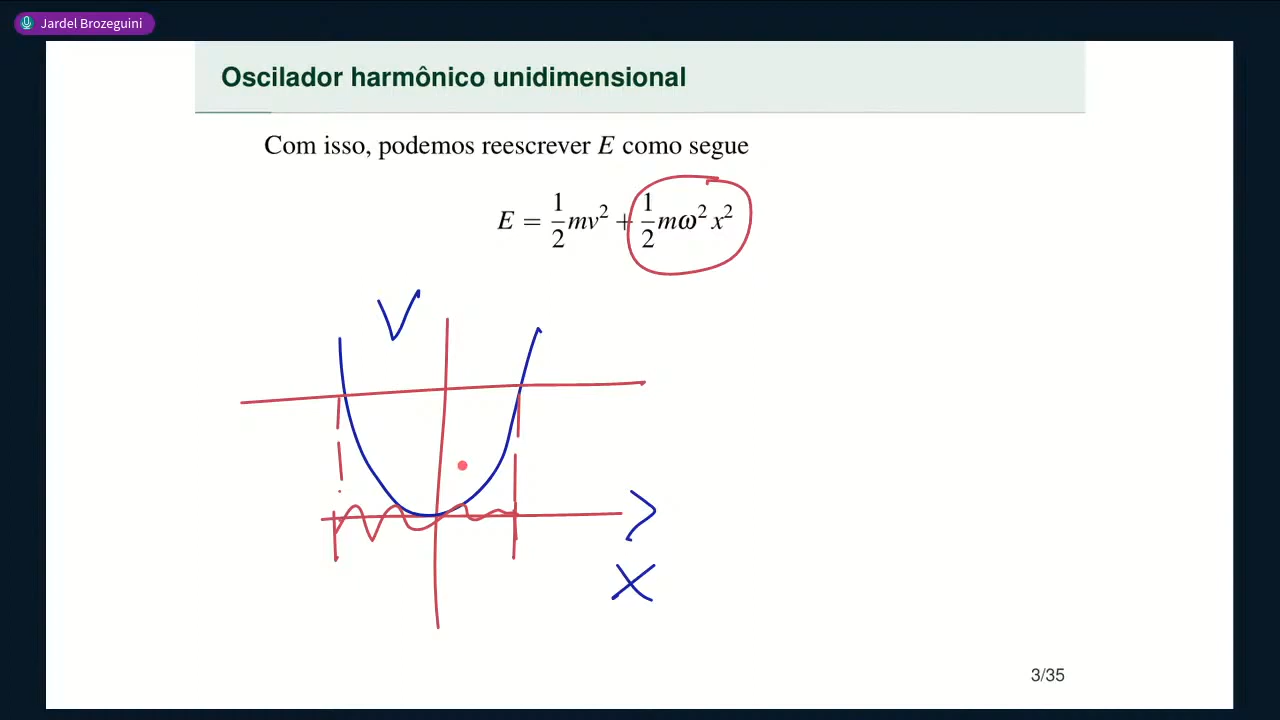 Jardel Brozeguini
Oscilador harmônico unidimensional
Com isso, podemos reescrever E como segue
E = 1/2 mv² + 1/2 mω² x²
V
X
3/35